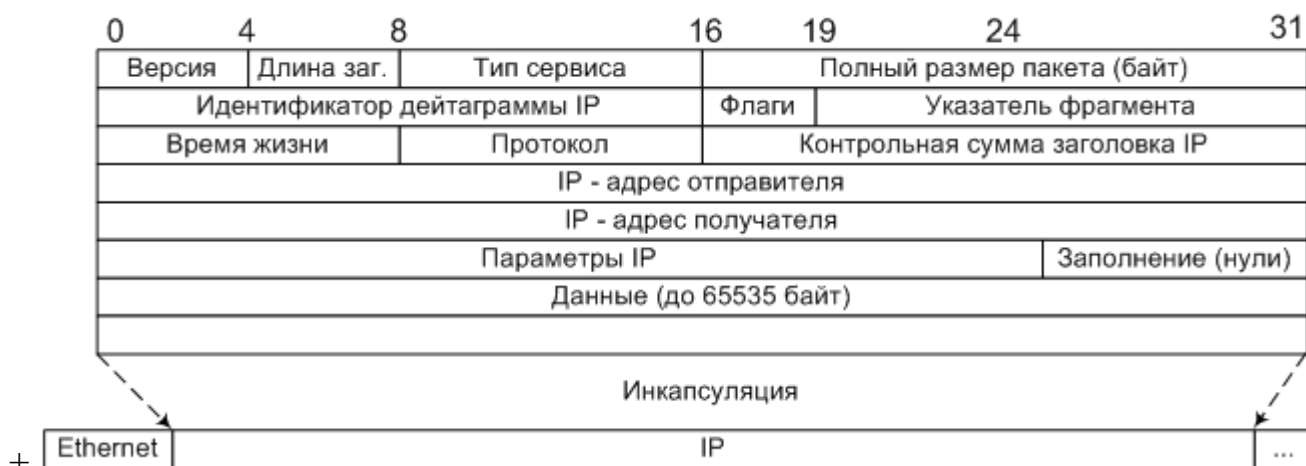 0 4 8 16 19 24 31
Версия Длина заг. Тип сервиса Полный размер пакета (байт)
Идентификатор дейтаграммы IP Флаги Указатель фрагмента
Время жизни Протокол Контрольная сумма заголовка IP
IP - адрес отправителя
IP - адрес получателя
Параметры IP Заполнение (нули)
Данные (до 65535 байт)
Инкапсуляция
+ Ethernet IP ...